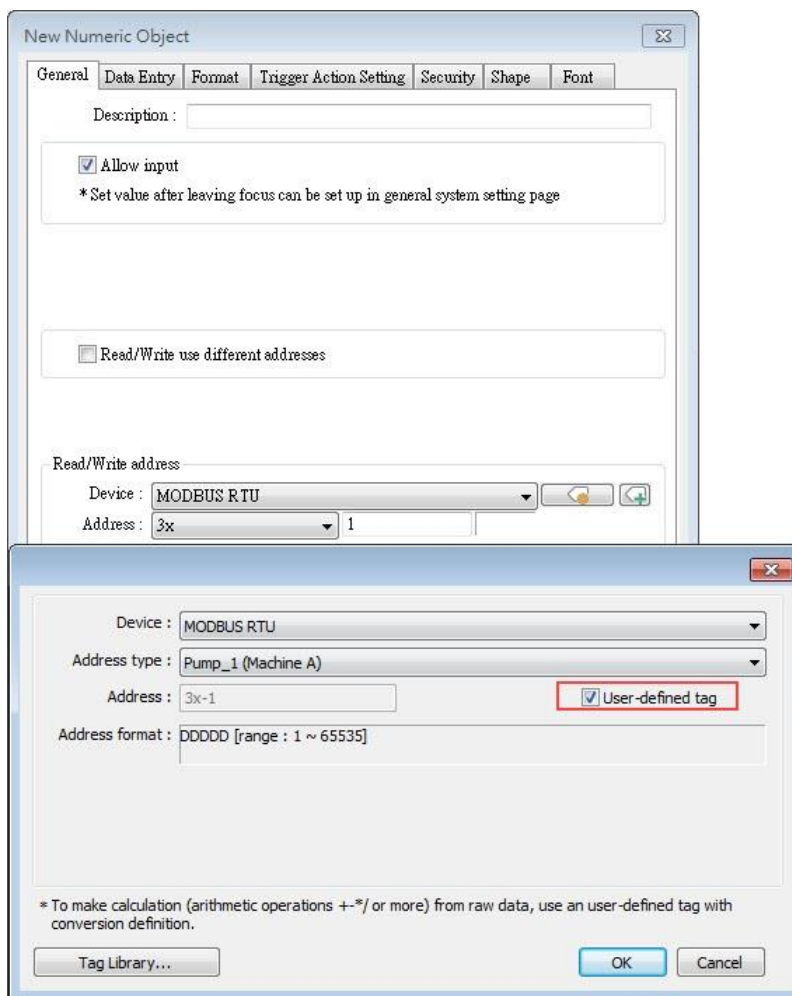 New Numeric Object
General Data Entry Format Trigger Action Setting Security Shape Font
Description :
Allow input
* Set value after leaving focus can be set up in general system setting page
Read/Write use different addresses
Read/Write address
Device : MODBUS RTU
Address : 3x 1
Device : MODBUS RTU
Address type : Pump_1 (Machine A)
Address : 3x-1 User-defined tag
Address format : DDDDD [range : 1 ~ 65535]
* To make calculation (arithmetic operations +-*/ or more) from raw data, use an user-defined tag with
conversion definition.
Tag Library... OK Cancel